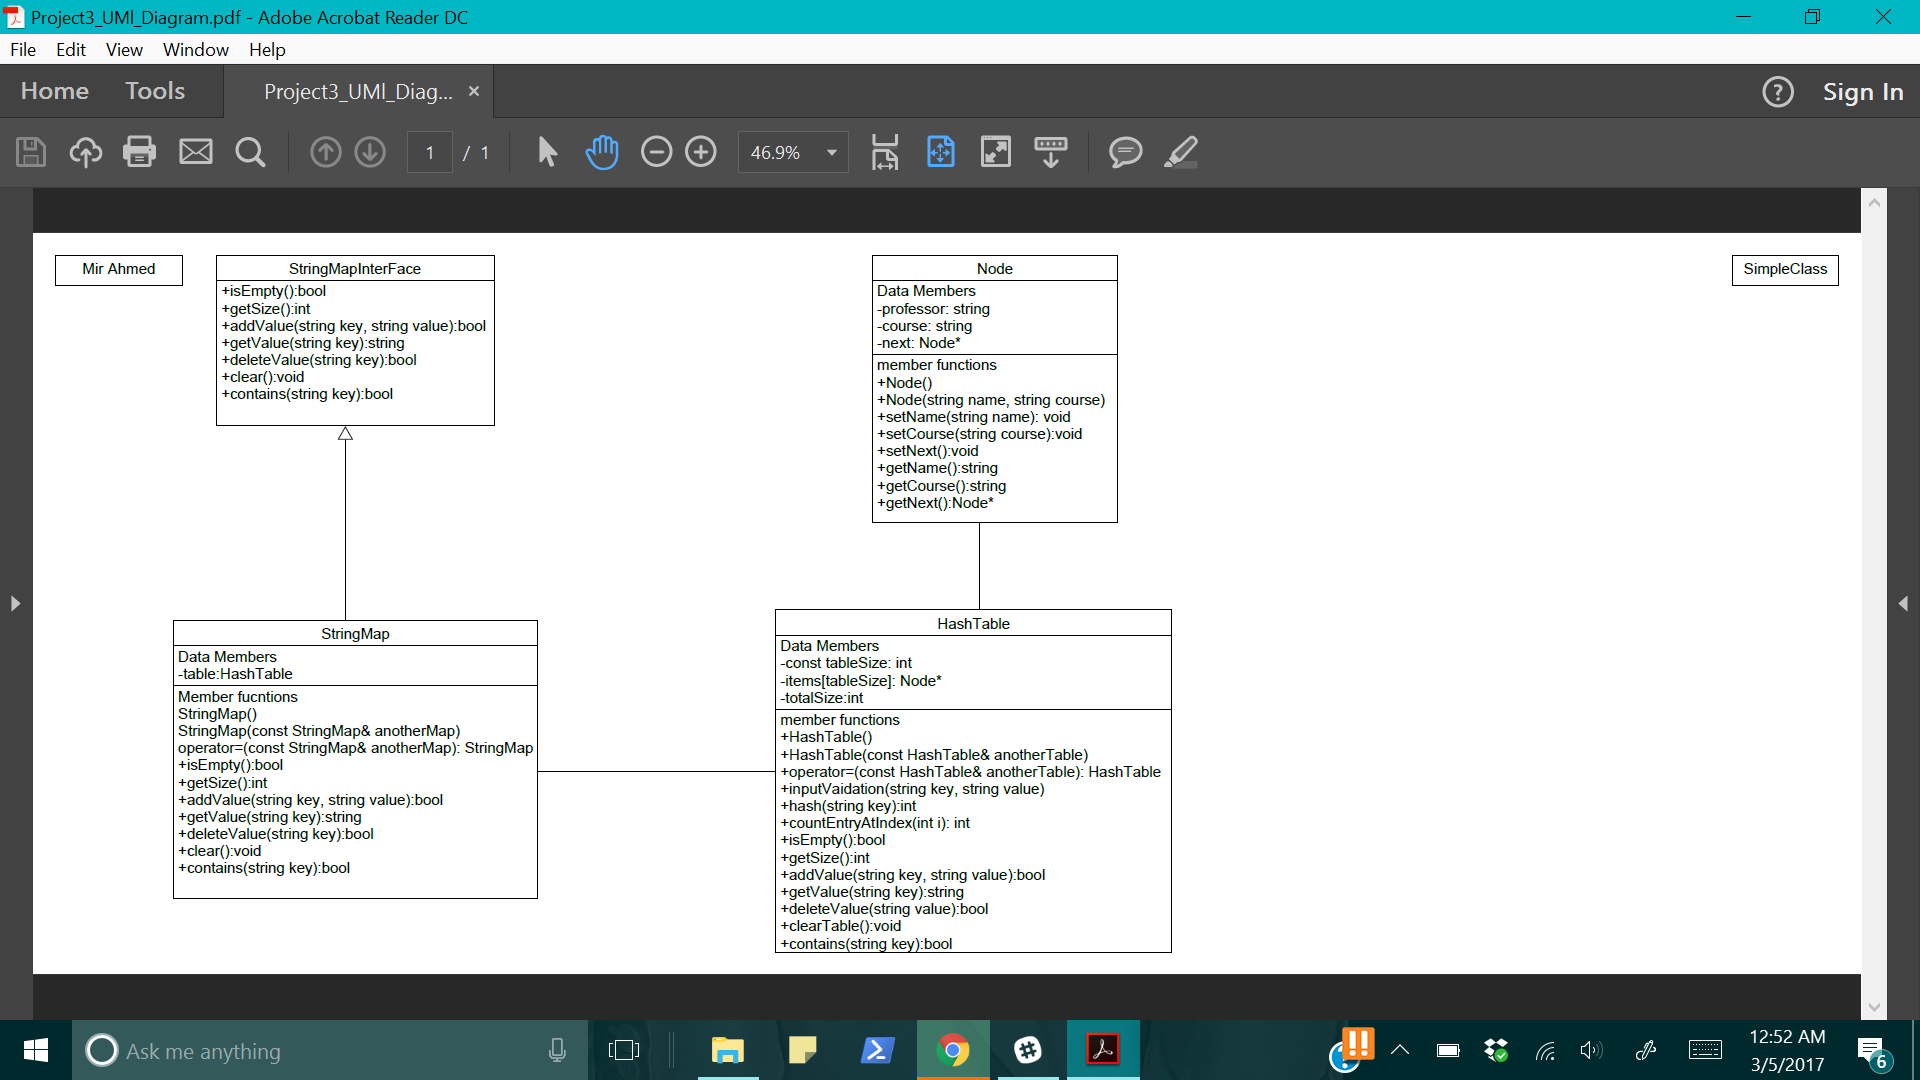 Project3_UMl_Diagram.pdf - Adobe Acrobat Reader DC
File Edit View Window Help
Home Tools Project3_UMl_Diag... × ? Sign In
1 / 1 46.9%
Mir Ahmed
StringMapInterFace
+isEmpty():bool
+getSize():int
+addValue(string key, string value):bool
+getValue(string key):string
+deleteValue(string key):bool
+clear():void
+contains(string key):bool
Node
Data Members
-professor: string
-course: string
-next: Node*
member functions
+Node()
+Node(string name, string course)
+setName(string name): void
+setCourse(string course):void
+setNext():void
+getName():string
+getCourse():string
+getNext():Node*
SimpleClass
StringMap
Data Members
-table:HashTable
Member fucntions
StringMap()
StringMap(const StringMap& anotherMap)
operator=(const StringMap& anotherMap): StringMap
+isEmpty():bool
+getSize():int
+addValue(string key, string value):bool
+getValue(string key):string
+deleteValue(string key):bool
+clear():void
+contains(string key):bool
HashTable
Data Members
-const tableSize: int
-items[tableSize]: Node*
-totalSize:int
member functions
+HashTable()
+HashTable(const HashTable& anotherTable)
+operator=(const HashTable& anotherTable): HashTable
+inputVaidation(string key, string value)
+hash(string key):int
+countEntryAtIndex(int i): int
+isEmpty():bool
+getSize():int
+addValue(string key, string value):bool
+getValue(string key):string
+deleteValue(string value):bool
+clearTable():void
+contains(string key):bool
Ask me anything
12:52 AM
3/5/2017
6